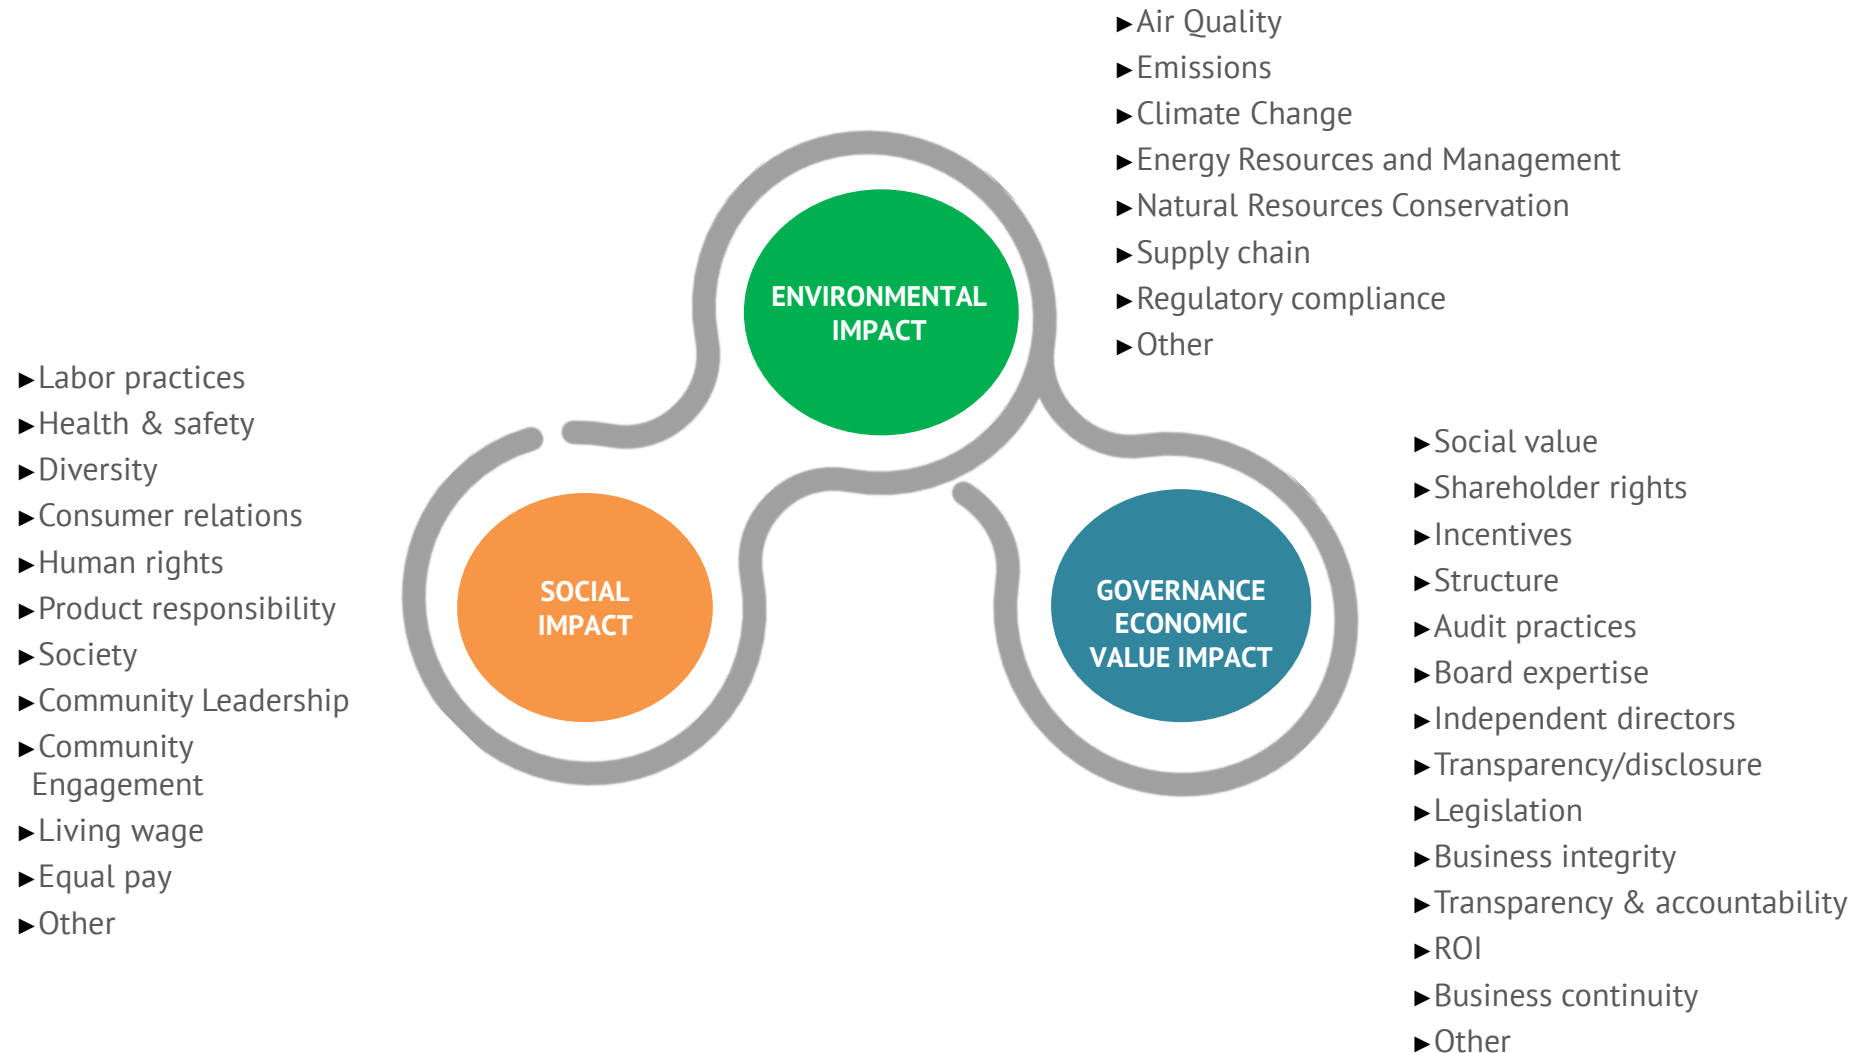 ►Air Quality
►Emissions
►Climate Change
►Energy Resources and Management
►Natural Resources Conservation
►Supply chain
►Regulatory compliance
►Other
ENVIRONMENTAL
IMPACT
►Labor practices
►Health & safety
►Diversity
►Consumer relations
►Human rights
►Product responsibility
►Society
►Community Leadership
►Community
Engagement
►Living wage
►Equal pay
►Other
SOCIAL
IMPACT
GOVERNANCE
ECONOMIC
VALUE IMPACT
►Social value
►Shareholder rights
►Incentives
►Structure
►Audit practices
►Board expertise
►Independent directors
►Transparency/disclosure
►Legislation
►Business integrity
►Transparency & accountability
►ROI
►Business continuity
►Other